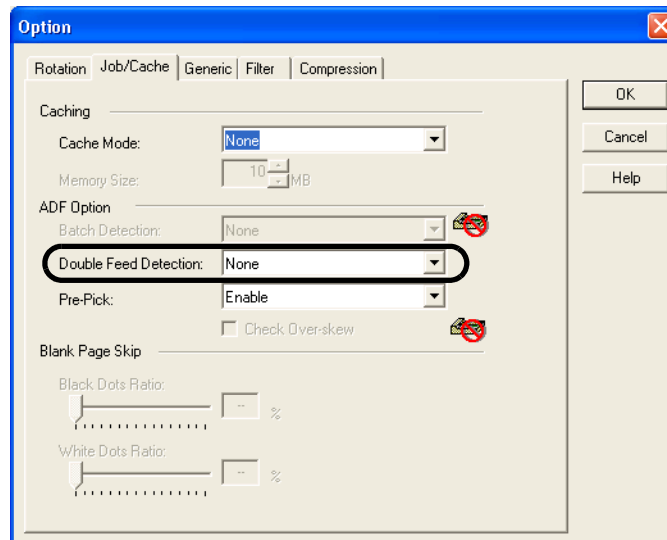 Option
Rotation Job/Cache Generic Filter Compression
OK
Cancel
Help
Caching
Cache Mode: None
Memory Size: 10 MB
ADF Option
Batch Detection: None
Double Feed Detection: None
Pre-Pick: Enable
Check Over-skew
Blank Page Skip
Black Dots Ratio:
-- %
White Dots Ratio:
-- %